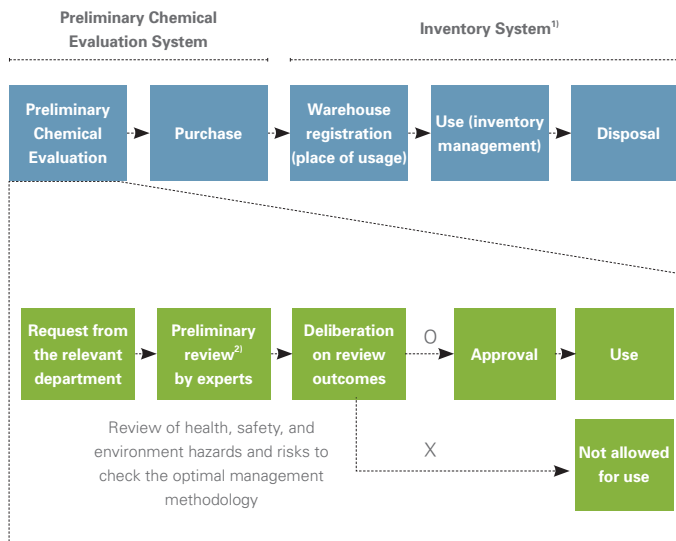 Preliminary Chemical
Evaluation System
Inventory System1)
Preliminary
Chemical
Evaluation
Purchase
Warehouse
registration
(place of usage)
Use (inventory
management)
Disposal
Request from
the relevant
department
Preliminary
review2)
by experts
Deliberation
on review
outcomes
O
Approval
Use
Review of health, safety, and
environment hazards and risks to
check the optimal management
methodology
X
Not allowed
for use